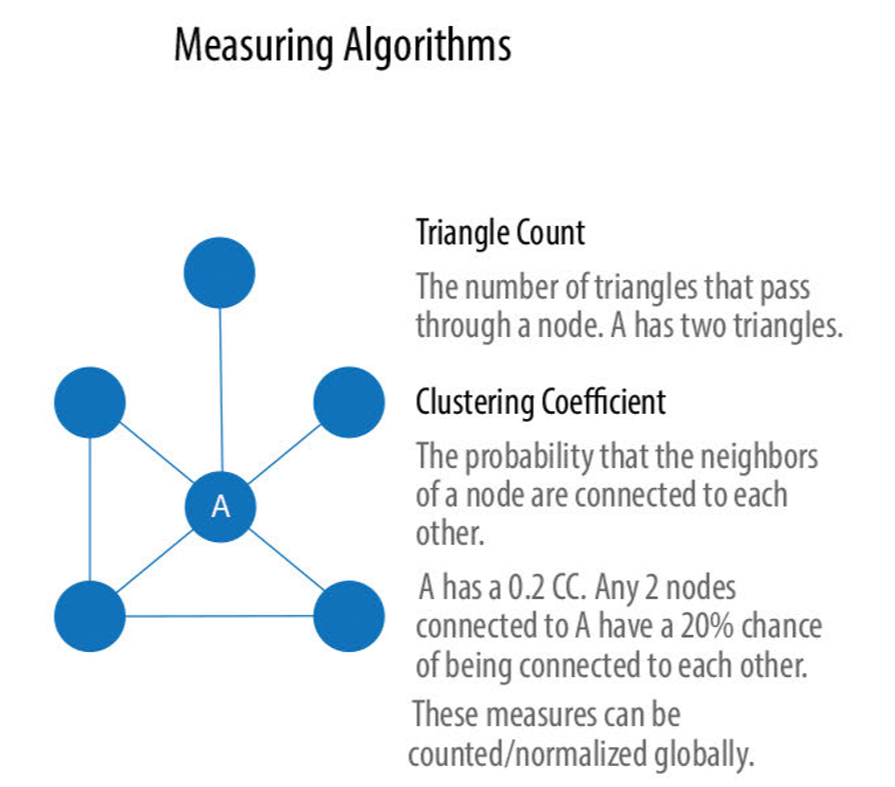 Measuring Algorithms
Triangle Count
The number of triangles that pass
through a node. A has two triangles.
Clustering Coefficient
The probability that the neighbors
of a node are connected to each
other.
A
A has a 0.2 CC. Any 2 nodes
connected to A have a 20% chance
of being connected to each other.
These measures can be
counted/normalized globally.